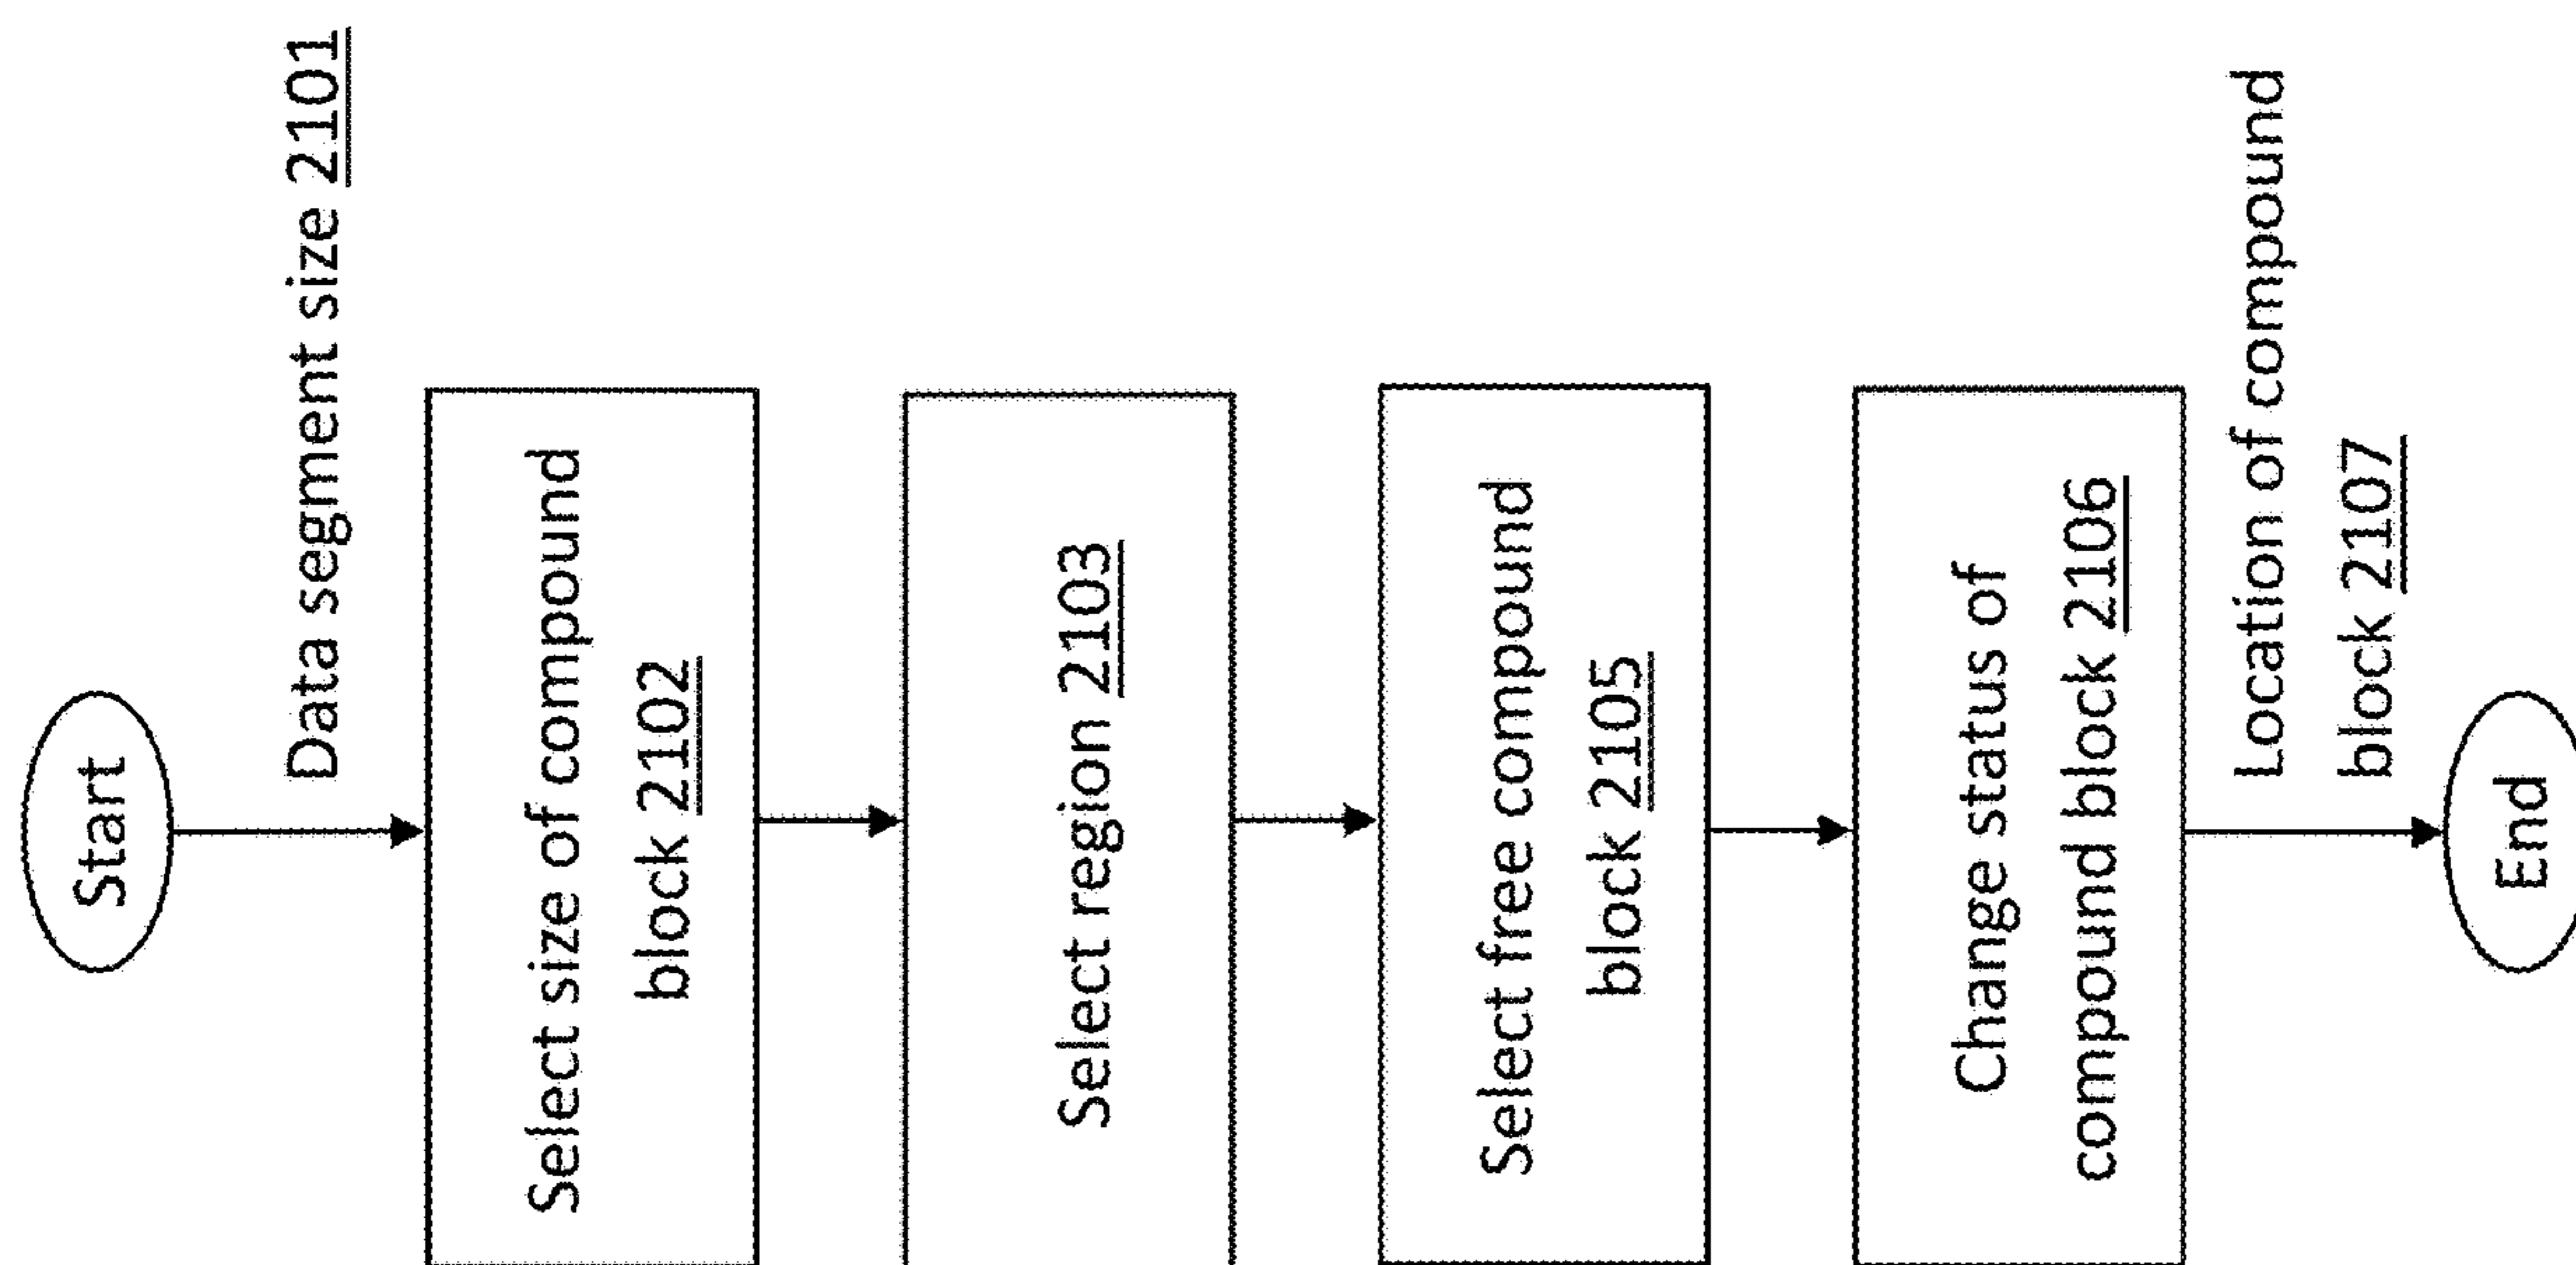 Start
Data segment size 2101
Select size of compound
block 2102
Select region 2103
Select free compound
block 2105
Change status of
compound block 2106
Location of compound
block 2107
End